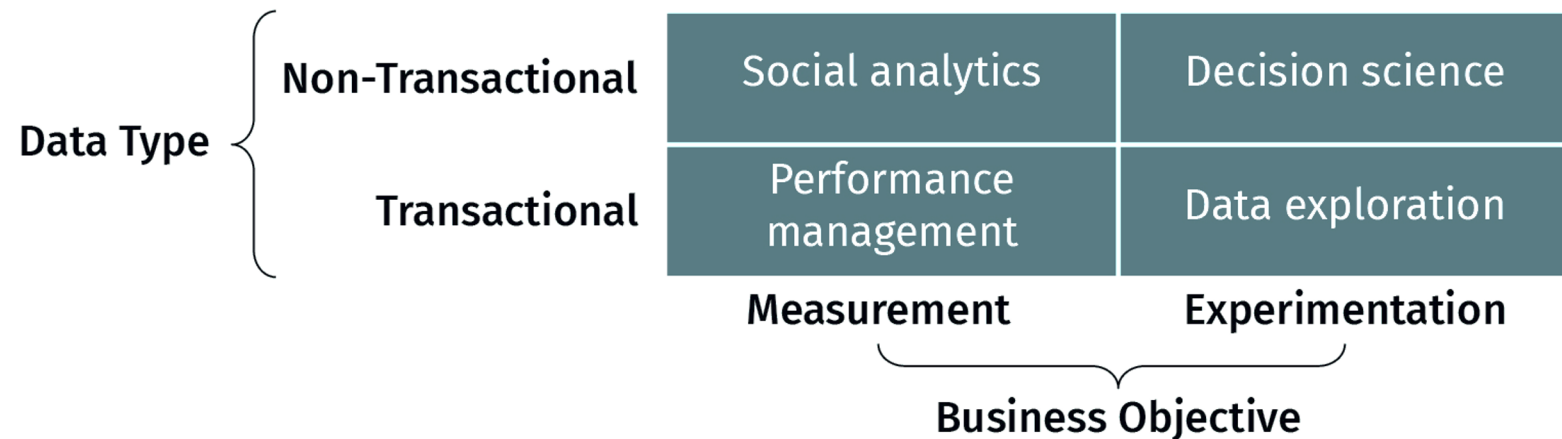 Non-Transactional
Social analytics
Decision science
Data Type
Transactional
Performance
management
Data exploration
Measurement
Experimentation
Business Objective